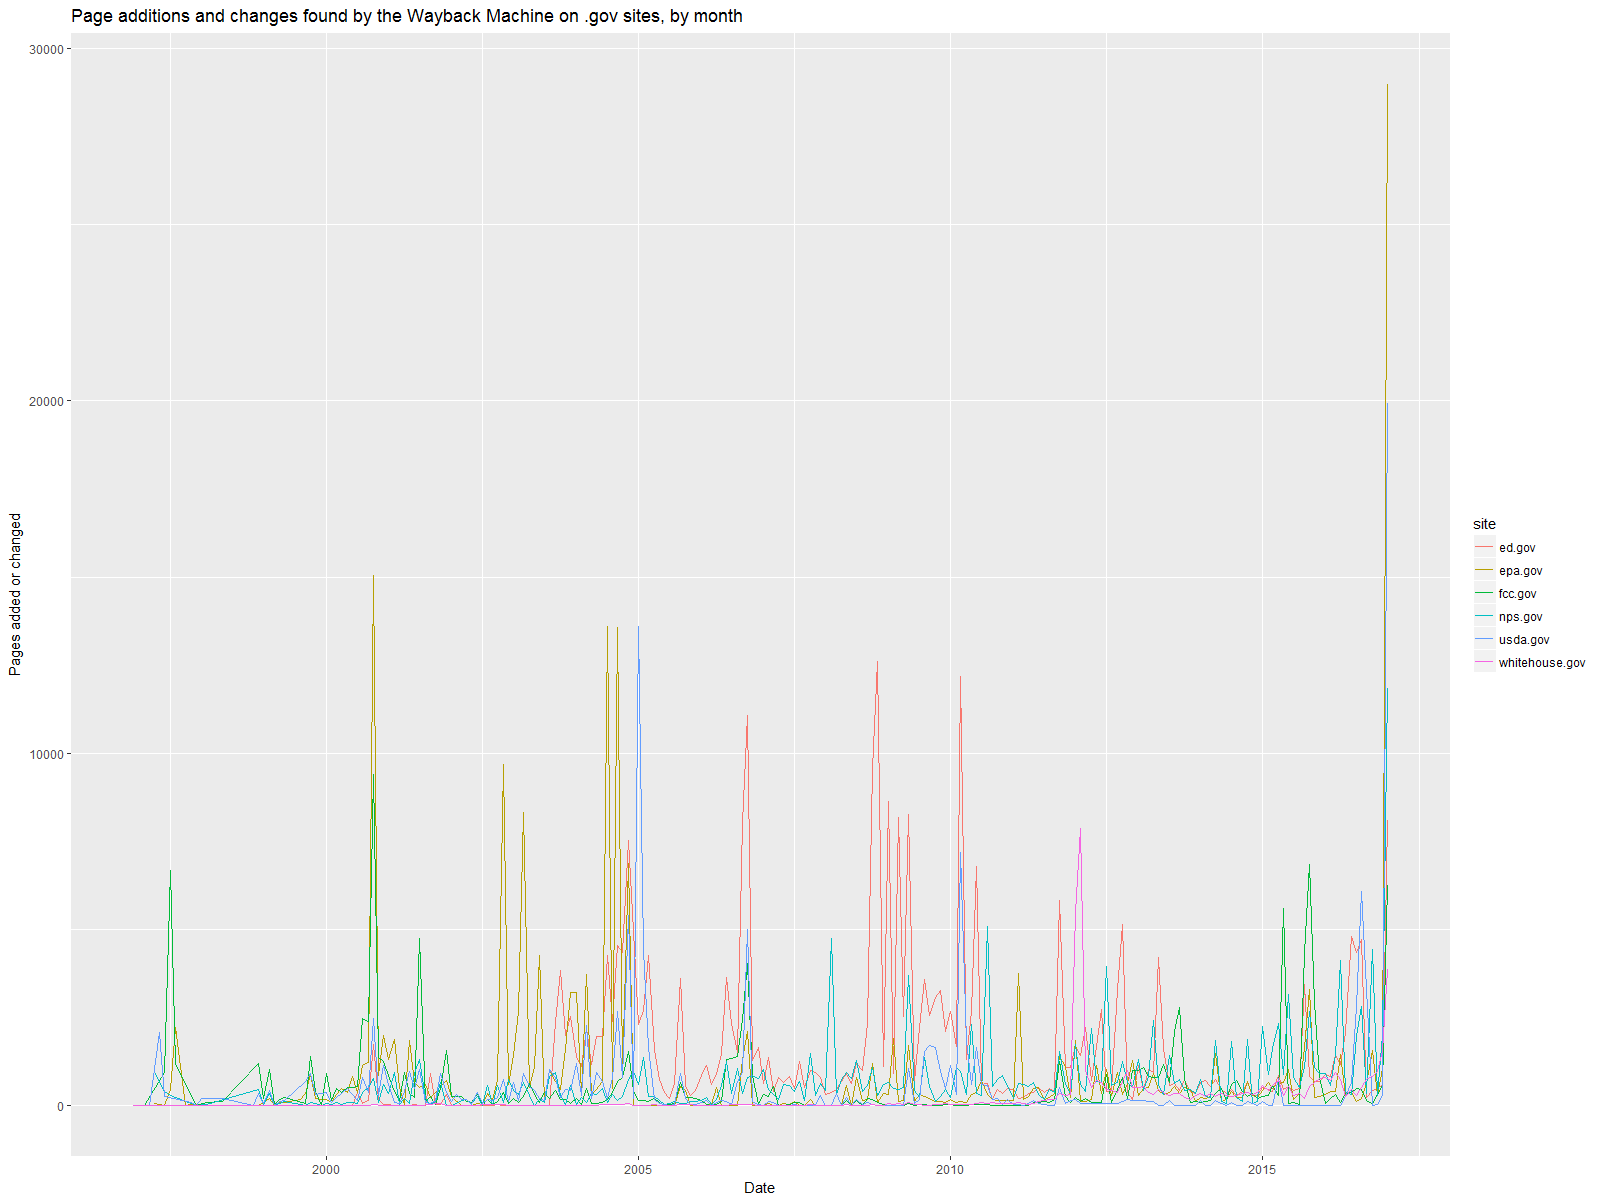 Page additions and changes found by the Wayback Machine on .gov sites, by month
30000
20000
10000
0
Pages added or changed
2000
2005
2010
2015
Date
site
ed.gov
epa.gov
fcc.gov
nps.gov
usda.gov
whitehouse.gov